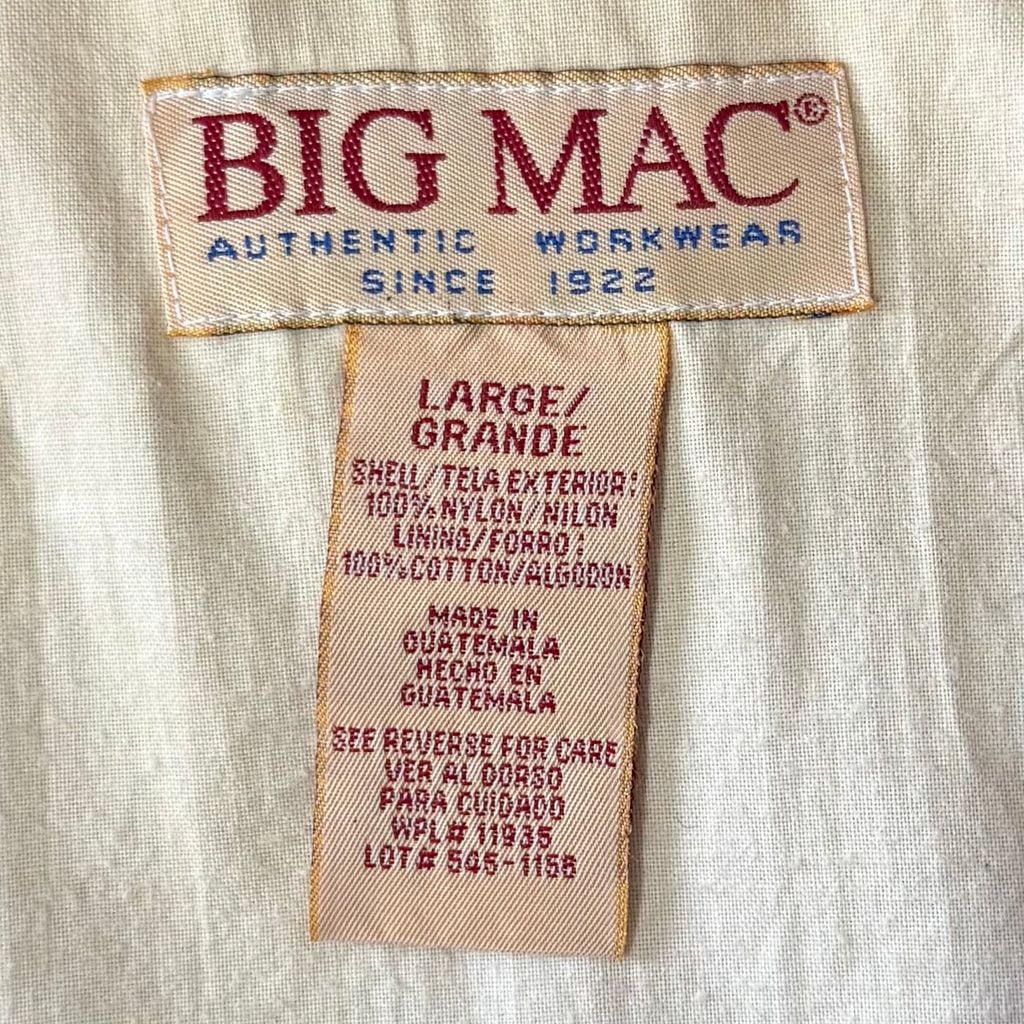 BIG MAC®
AUTHENTIC WORKWEAR
SINCE 1922
LARGE/
GRANDE
SHELL/TELA EXTERIOR:
100% NYLON/NILON
LINING/FORRO:
100% COTTON/ALGODON
MADE IN
GUATEMALA
HECHO EN
GUATEMALA
SEE REVERSE FOR CARE
VER AL DORSO
PARA CUIDADO
WPL# 11935
LOT# 545-1156